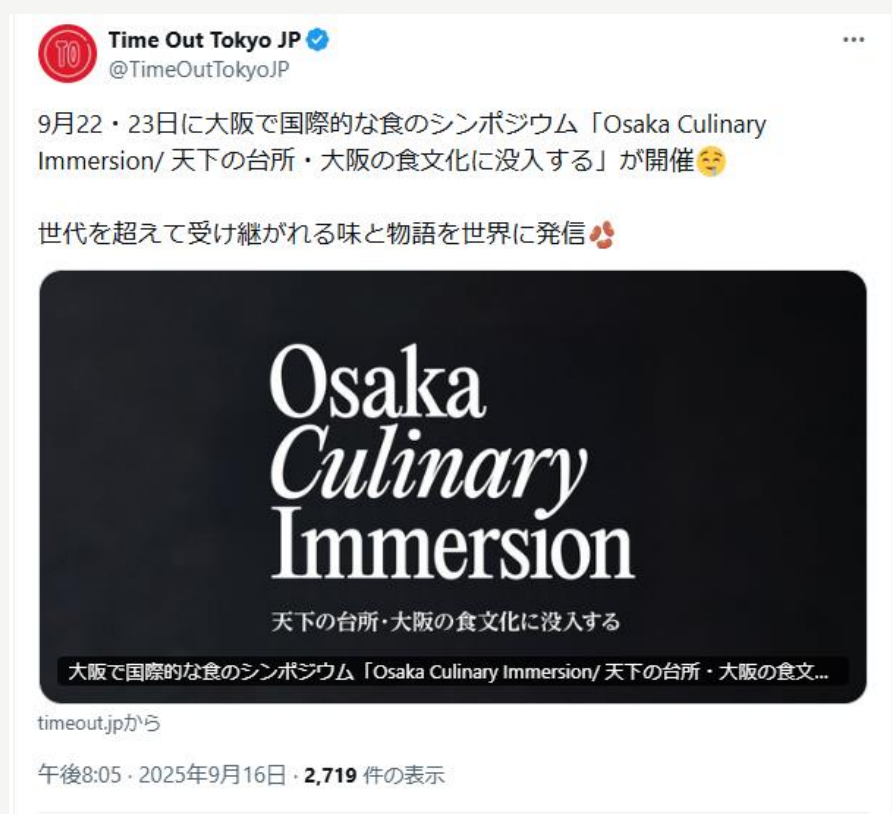 TO
Time Out Tokyo JP
@TimeOutTokyoJP
9月22・23日に大阪で国際的な食のシンポジウム「Osaka Culinary
Immersion/ 天下の台所・大阪の食文化に没入する」が開催🤤
世代を超えて受け継がれる味と物語を世界に発信🫘
Osaka
Culinary
Immersion
天下の台所・大阪の食文化に没入する
大阪で国際的な食のシンポジウム「Osaka Culinary Immersion/ 天下の台所・大阪の食文...
timeout.jpから
午後8:05 · 2025年9月16日 · 2,719 件の表示